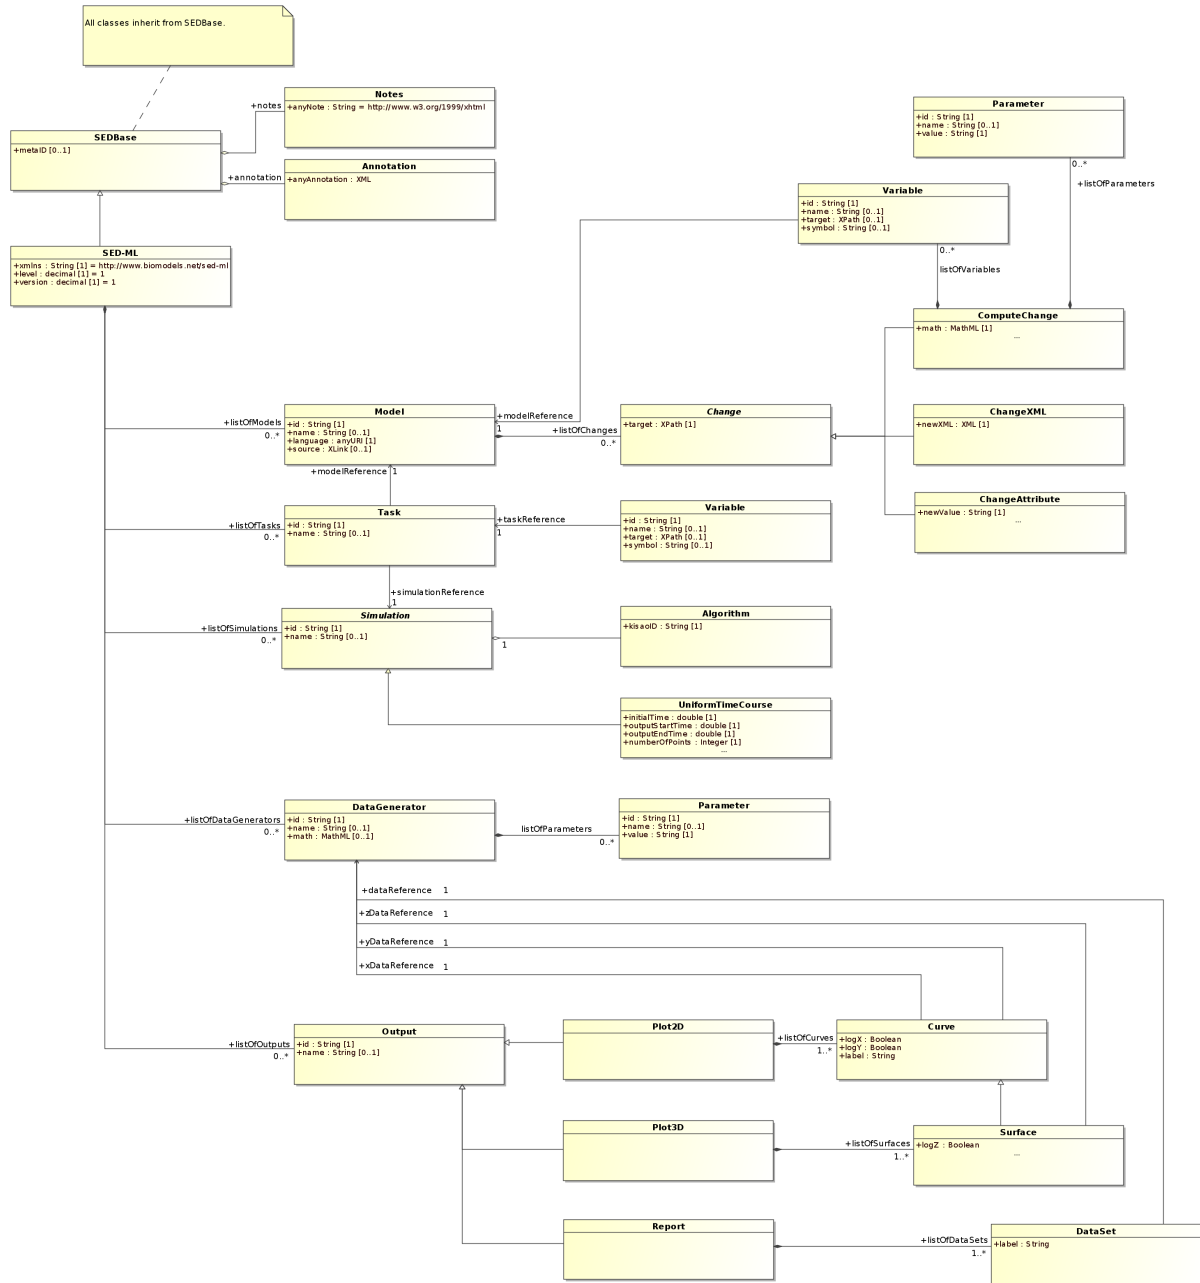 All classes inherit from SEDBase.
Notes
+anyNote : String = http://www.w3.org/1999/xhtml
+notes
SEDBase
+metaID [0..1]
Annotation
+anyAnnotation : XML
+annotation
Parameter
+id : String [1]
+name : String [0..1]
+value : String [1]
0..*
+listOfParameters
Variable
+id : String [1]
+name : String [0..1]
+target : XPath [0..1]
+symbol : String [0..1]
0..*
listOfVariables
SED-ML
+xmlns : String [1] = http://www.biomodels.net/sed-ml
+level : decimal [1] = 1
+version : decimal [1] = 1
ComputeChange
+math : MathML [1]
...
+listOfModels
0..*
Model
+id : String [1]
+name : String [0..1]
+language : anyURI [1]
+source : XLink [0..1]
+modelReference
1
+listOfChanges
0..*
Change
+target : XPath [1]
ChangeXML
+newXML : XML [1]
+modelReference
1
ChangeAttribute
+newValue : String [1]
...
+listOfTasks
0..*
Task
+id : String [1]
+name : String [0..1]
+taskReference
1
Variable
+id : String [1]
+name : String [0..1]
+target : XPath [0..1]
+symbol : String [0..1]
+simulationReference
1
+listOfSimulations
0..*
Simulation
+id : String [1]
+name : String [0..1]
1
Algorithm
+kisaoID : String [1]
UniformTimeCourse
+initialTime : double [1]
+outputStartTime : double [1]
+outputEndTime : double [1]
+numberOfPoints : Integer [1]
...
+listOfDataGenerators
0..*
DataGenerator
+id : String [1]
+name : String [0..1]
+math : MathML [0..1]
listOfParameters
0..*
Parameter
+id : String [1]
+name : String [0..1]
+value : String [1]
+dataReference 1
+zDataReference 1
+yDataReference 1
+xDataReference 1
+listOfOutputs
0..*
Output
+id : String [1]
+name : String [0..1]
Plot2D
+listOfCurves
1..*
Curve
+logX : Boolean
+logY : Boolean
+label : String
Plot3D
+listOfSurfaces
1..*
Surface
+logZ : Boolean
...
Report
+listOfDataSets
1..*
DataSet
+label : String